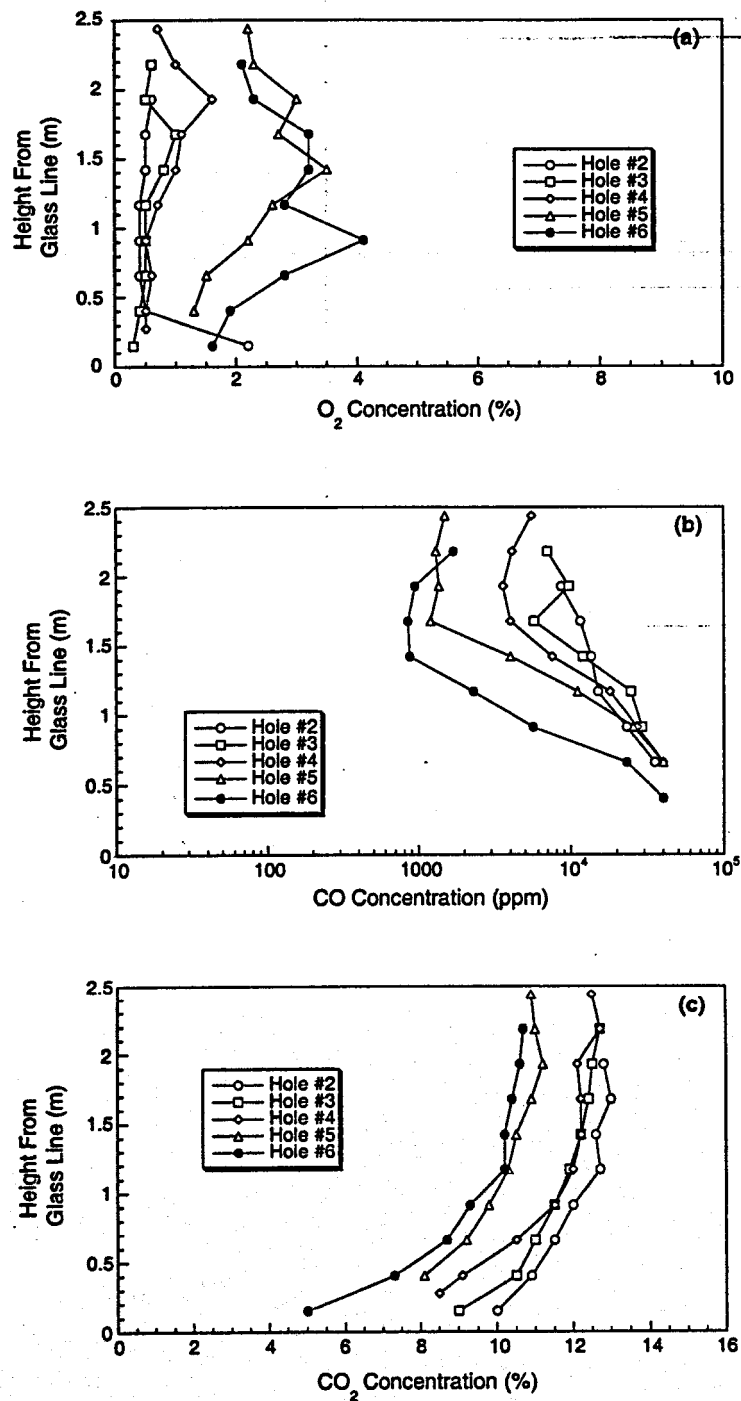 (a)
2.5
2
1.5
1
0.5
0
Height From
Glass Line (m)
Hole #2
Hole #3
Hole #4
Hole #5
Hole #6
0 2 4 6 8 10
O2 Concentration (%)
(b)
2.5
2
1.5
1
0.5
0
Height From
Glass Line (m)
Hole #2
Hole #3
Hole #4
Hole #5
Hole #6
10 100 1000 10^4 10^5
CO Concentration (ppm)
(c)
2.5
2
1.5
1
0.5
0
Height From
Glass Line (m)
Hole #2
Hole #3
Hole #4
Hole #5
Hole #6
0 2 4 6 8 10 12 14 16
CO2 Concentration (%)